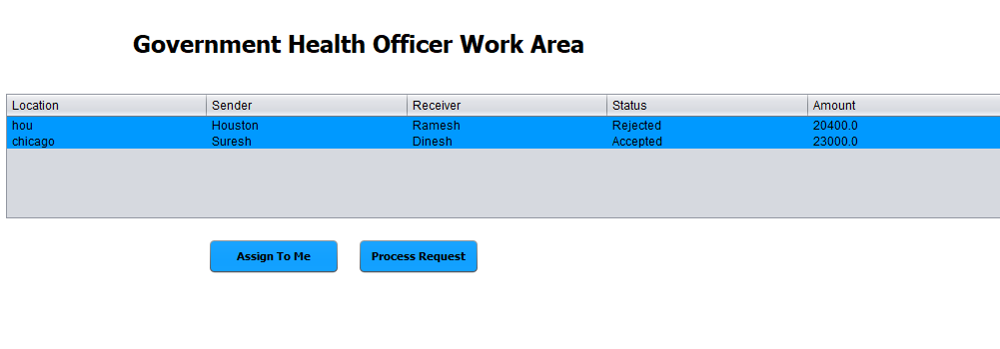 Government Health Officer Work Area
Location Sender Receiver Status Amount
hou Houston Ramesh Rejected 20400.0
chicago Suresh Dinesh Accepted 23000.0
Assign To Me Process Request